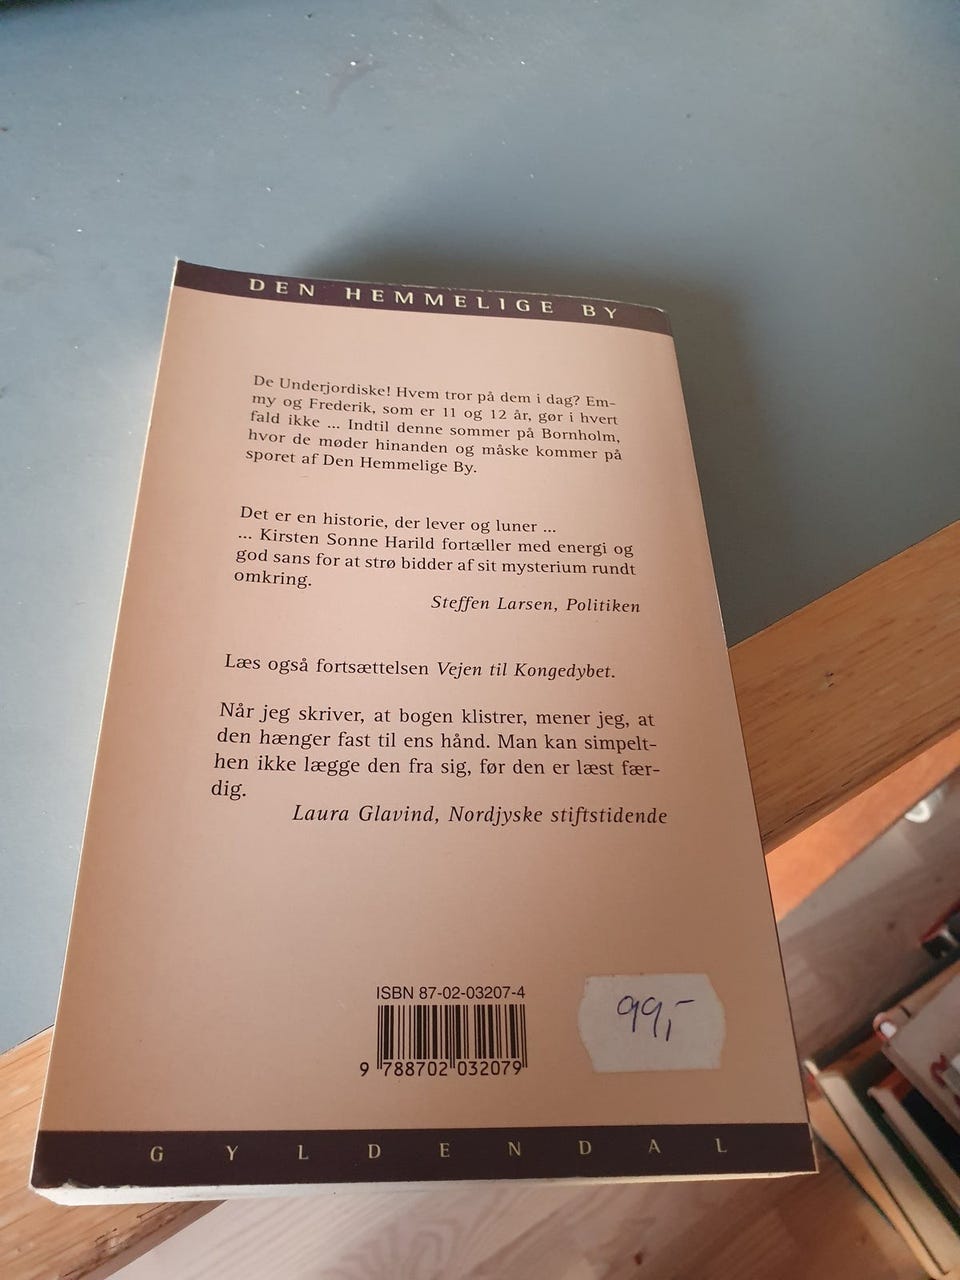 DEN HEMMELIGE BY
De Underjordiske! Hvem tror på dem i dag? Em-
my og Frederik, som er 11 og 12 år, gør i hvert
fald ikke ... Indtil denne sommer på Bornholm,
hvor de møder hinanden og måske kommer på
sporet af Den Hemmelige By.
Det er en historie, der lever og luner ...
... Kirsten Sonne Harild fortæller med energi og
god sans for at strø bidder af sit mysterium rundt
omkring.
Steffen Larsen, Politiken
Læs også fortsættelsen Vejen til Kongedybet.
Når jeg skriver, at bogen klistrer, mener jeg, at
den hænger fast til ens hånd. Man kan simpelt-
hen ikke lægge den fra sig, før den er læst fær-
dig.
Laura Glavind, Nordjyske stiftstidende
ISBN 87-02-03207-4
9 788702 032079
99,-
GYLDENDAL